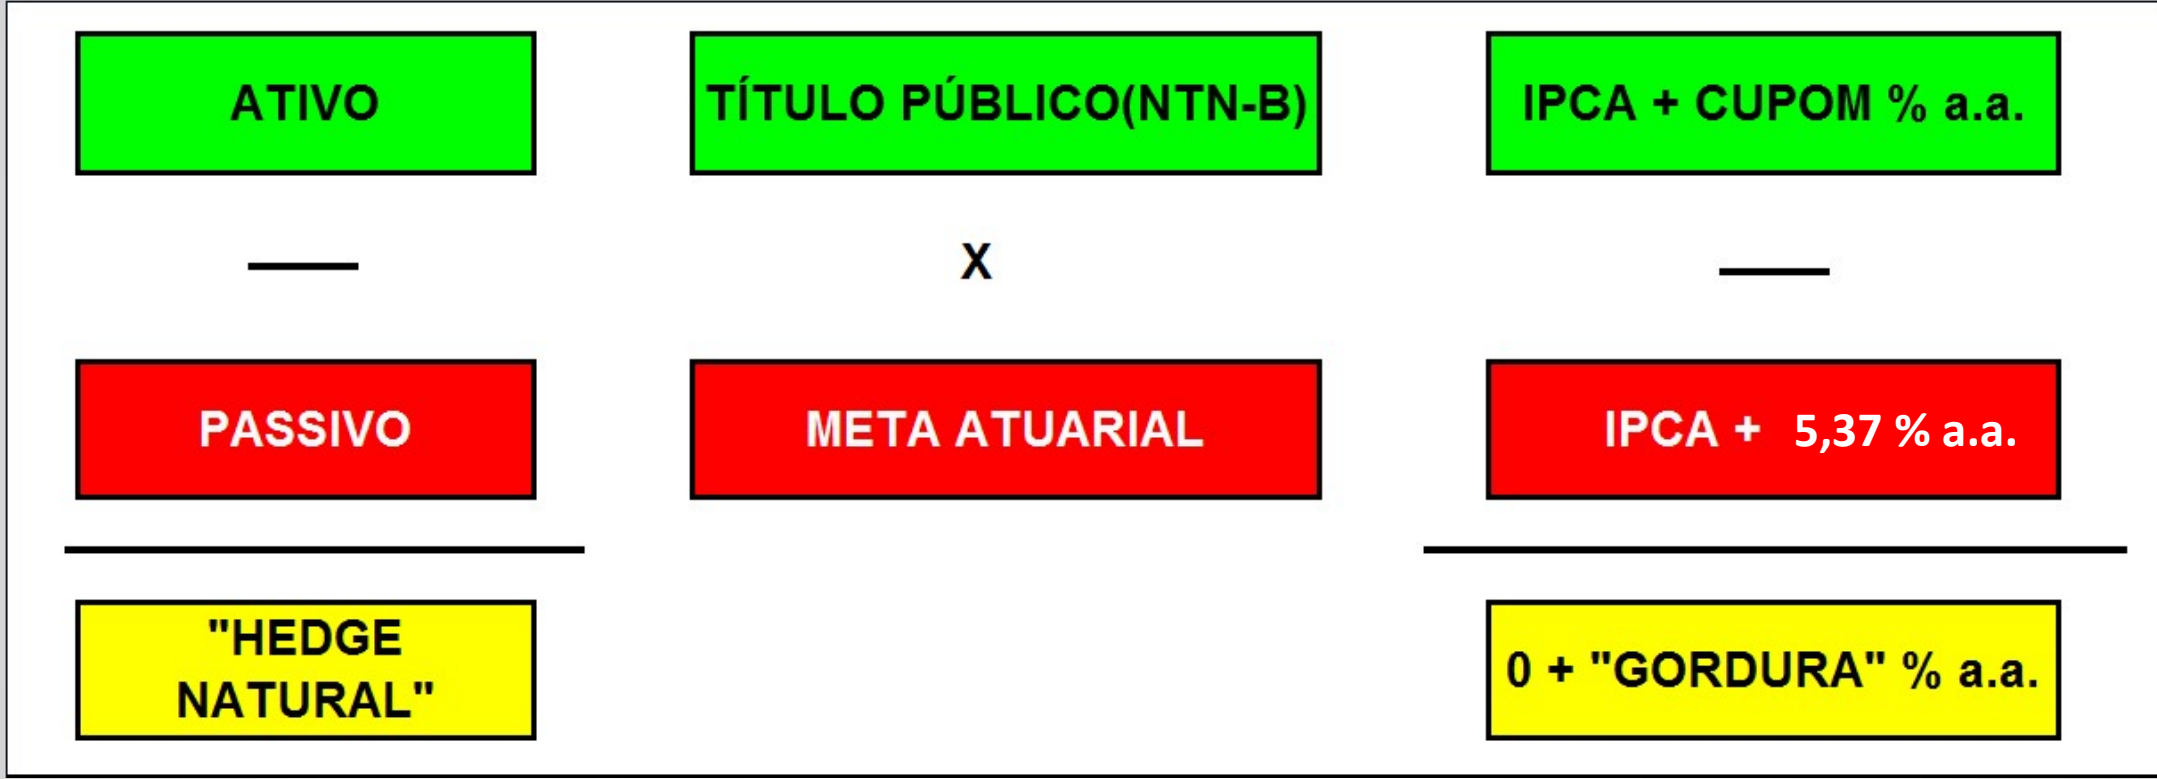 ATIVO
TÍTULO PÚBLICO(NTN-B)
IPCA + CUPOM % a.a.
X
PASSIVO
META ATUARIAL
IPCA + 5,37 % a.a.
"HEDGE
NATURAL"
0 + "GORDURA" % a.a.